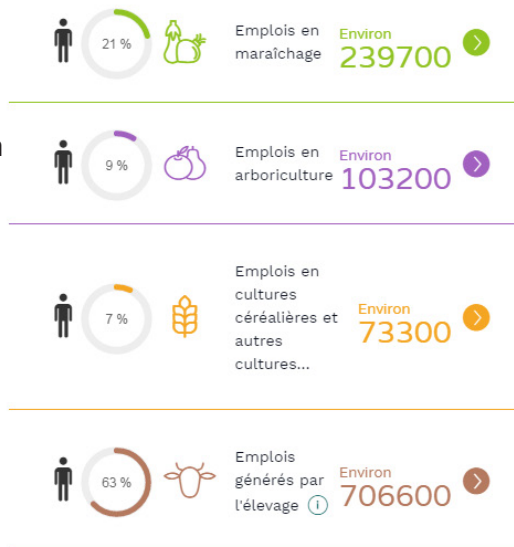 21 %
Emplois en
maraîchage
Environ
239700
9 %
Emplois en
arboriculture
Environ
103200
7 %
Emplois en
cultures
céréalières et
autres
cultures...
Environ
73300
63 %
Emplois
générés par
l'élevage i
Environ
706600